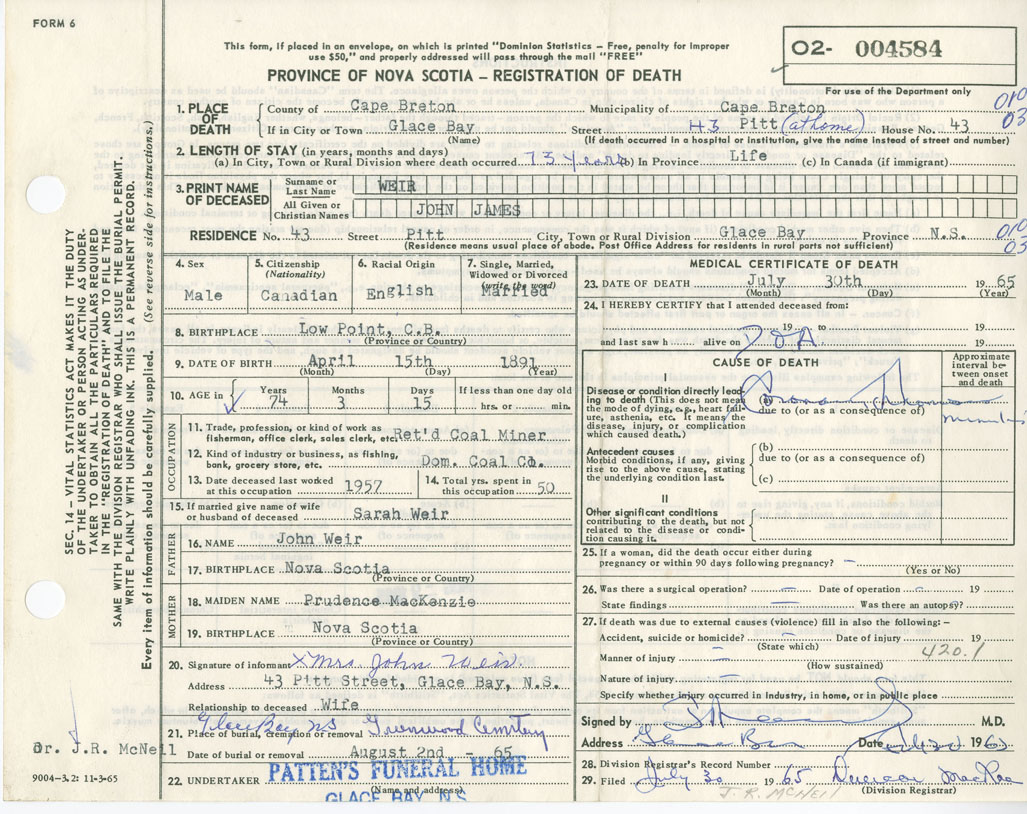 FORM 6
This form, if placed in an envelope, on which is printed "Dominion Statistics – Free, penalty for improper
use $50," and properly addressed will pass through the mail "FREE"
PROVINCE OF NOVA SCOTIA – REGISTRATION OF DEATH
02- 004584
For use of the Department only
SEC. 14 – VITAL STATISTICS ACT MAKES IT THE DUTY
OF THE UNDERTAKER OR PERSON ACTING AS UNDER-
TAKER TO OBTAIN ALL THE PARTICULARS REQUIRED
IN THE "REGISTRATION OF DEATH" AND TO FILE THE
SAME WITH THE DIVISION REGISTRAR WHO SHALL ISSUE THE BURIAL PERMIT.
WRITE PLAINLY WITH UNFADING INK. THIS IS A PERMANENT RECORD.
Every item of information should be carefully supplied. (See reverse side for instructions.)
1. PLACE OF DEATH
County of Cape Breton Municipality of Cape Breton 010 03
If in City or Town Glace Bay Street 43 Pitt (at home) House No. 43
(Name) (If death occurred in a hospital or institution, give the name instead of street and number)
2. LENGTH OF STAY (in years, months and days)
(a) In City, Town or Rural Division where death occurred 73 years (b) In Province Life (c) In Canada (if immigrant)
3. PRINT NAME OF DECEASED
Surname or Last Name WEIR
All Given or Christian Names JOHN JAMES
RESIDENCE No. 43 Street Pitt City, Town or Rural Division Glace Bay Province N.S. 010 03
(Residence means usual place of abode. Post Office Address for residents in rural parts not sufficient)
4. Sex Male
5. Citizenship (Nationality) Canadian
6. Racial Origin English
7. Single, Married, Widowed or Divorced (write the word) Married
8. BIRTHPLACE Low Point, C.B.
(Province or Country)
9. DATE OF BIRTH April 15th 1891
(Month) (Day) (Year)
10. AGE in Years 74 Months 3 Days 15 If less than one day old hrs. or min.
OCCUPATION
11. Trade, profession or kind of work as
fisherman, office clerk, sales clerk, etc. Ret'd Coal Miner
12. Kind of industry or business, as fishing,
bank, grocery store, etc. Dom. Coal Co.
13. Date deceased last worked at this occupation 1957
14. Total yrs. spent in this occupation 50
15. If married give name of wife
or husband of deceased Sarah Weir
FATHER
16. NAME John Weir
17. BIRTHPLACE Nova Scotia
(Province or Country)
MOTHER
18. MAIDEN NAME Prudence MacKenzie
19. BIRTHPLACE Nova Scotia
(Province or Country)
20. Signature of informant X Mrs. John Weir.
Address 43 Pitt Street, Glace Bay, N.S.
Relationship to deceased Wife
21. Place of burial, cremation or removal Glace Bay NS Greenwood Cemetery
Date of burial or removal August 2nd – 65
22. UNDERTAKER PATTEN'S FUNERAL HOME
(Name and address)
GLACE BAY, N.S.
Dr. J.R. McNeil
9004–3.2: 11-3-65
MEDICAL CERTIFICATE OF DEATH
23. DATE OF DEATH July 30th 1965
(Month) (Day) (Year)
24. I HEREBY CERTIFY that I attended deceased from:
19 to 19
and last saw h alive on DOA 19
CAUSE OF DEATH
Approximate interval between onset and death
I
Disease or condition directly lead-
ing to death (This does not mean
the mode of dying, e.g., heart fail-
ure, asthenia, etc. It means the
disease, injury, or complication
which caused death.)
(a)
due to (or as a consequence of)
Antecedent causes
Morbid conditions, if any, giving
rise to the above cause, stating
the underlying condition last.
(b)
due to (or as a consequence of)
(c)
II
Other significant conditions
contributing to the death, but not
related to the disease or condi-
tion causing it.
25. If a woman, did the death occur either during
pregnancy or within 90 days following pregnancy? –
(Yes or No)
26. Was there a surgical operation? – Date of operation – 19
State findings – Was there an autopsy?
27. If death was due to external causes (violence) fill in also the following: –
Accident, suicide or homicide? – Date of injury 19
(State which) 420.1
Manner of injury –
(How sustained)
Nature of injury –
Specify whether injury occurred in industry, in home, or in public place
Signed by M.D.
Address Date 19
28. Division Registrar's Record Number
29. Filed July 30 1965 Duncan MacRae
(Division Registrar)
J. R. MCNEIL